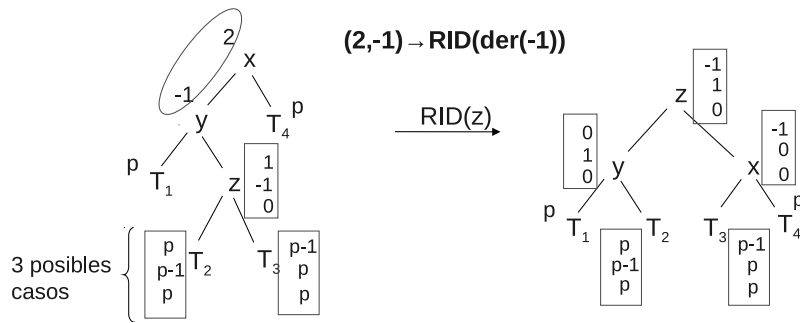 (2,-1)→RID(der(-1))
2
x
-1
y
T4
p
p
T1
z
1
-1
0
3 posibles
casos
p
p-1
p
T2
T3
p-1
p
p
RID(z)
z
-1
1
0
0
1
0
y
x
-1
0
0
p
T1
T2
T3
T4
p
p
p-1
p
p-1
p
p